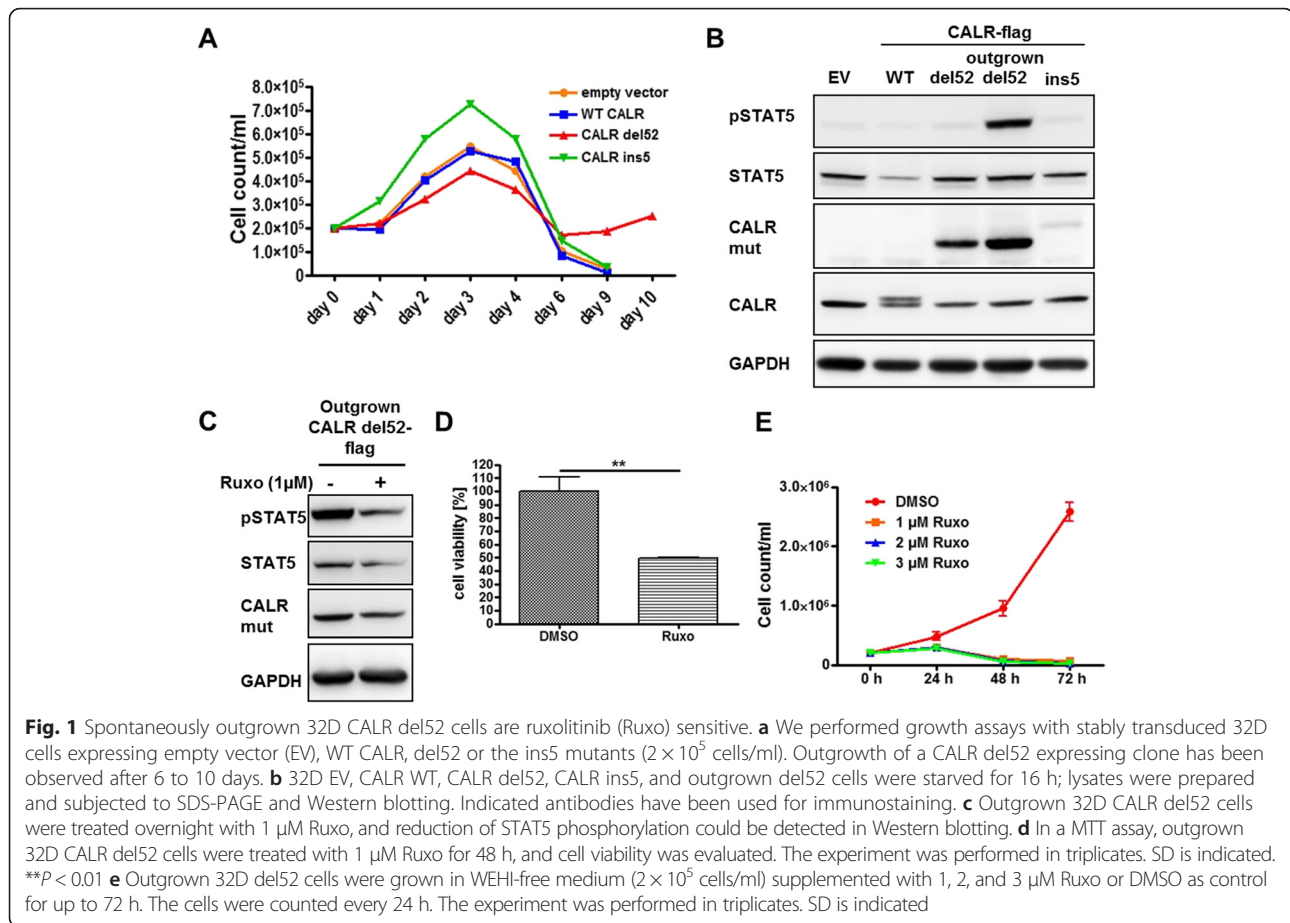 A
Cell count/ml
8.0×10⁵
7.0×10⁵
6.0×10⁵
5.0×10⁵
4.0×10⁵
3.0×10⁵
2.0×10⁵
1.0×10⁵
0
day 0
day 1
day 2
day 3
day 4
day 6
day 9
day 10
empty vector
WT CALR
CALR del52
CALR ins5
B
CALR-flag
outgrown
EV WT del52 del52 ins5
pSTAT5
STAT5
CALR
mut
CALR
GAPDH
C
Outgrown
CALR del52-
flag
Ruxo (1µM) - +
pSTAT5
STAT5
CALR
mut
GAPDH
D
cell viability [%]
120
110
100
90
80
70
60
50
40
30
20
10
0
**
DMSO
Ruxo
E
Cell count/ml
3.0×10⁶
2.0×10⁶
1.0×10⁶
0
0 h
24 h
48 h
72 h
DMSO
1 µM Ruxo
2 µM Ruxo
3 µM Ruxo
Fig. 1 Spontaneously outgrown 32D CALR del52 cells are ruxolitinib (Ruxo) sensitive. a We performed growth assays with stably transduced 32D
cells expressing empty vector (EV), WT CALR, del52 or the ins5 mutants (2 × 10⁵ cells/ml). Outgrowth of a CALR del52 expressing clone has been
observed after 6 to 10 days. b 32D EV, CALR WT, CALR del52, CALR ins5, and outgrown del52 cells were starved for 16 h; lysates were prepared
and subjected to SDS-PAGE and Western blotting. Indicated antibodies have been used for immunostaining. c Outgrown 32D CALR del52 cells
were treated overnight with 1 µM Ruxo, and reduction of STAT5 phosphorylation could be detected in Western blotting. d In a MTT assay, outgrown
32D CALR del52 cells were treated with 1 µM Ruxo for 48 h, and cell viability was evaluated. The experiment was performed in triplicates. SD is indicated.
**P < 0.01 e Outgrown 32D del52 cells were grown in WEHI-free medium (2 × 10⁵ cells/ml) supplemented with 1, 2, and 3 µM Ruxo or DMSO as control
for up to 72 h. The cells were counted every 24 h. The experiment was performed in triplicates. SD is indicated